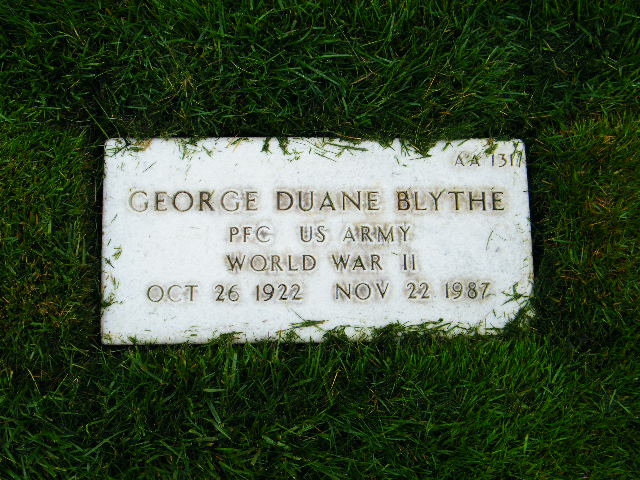 AA 1317
GEORGE DUANE BLYTHE
PFC US ARMY
WORLD WAR II
OCT 26 1922 NOV 22 1987